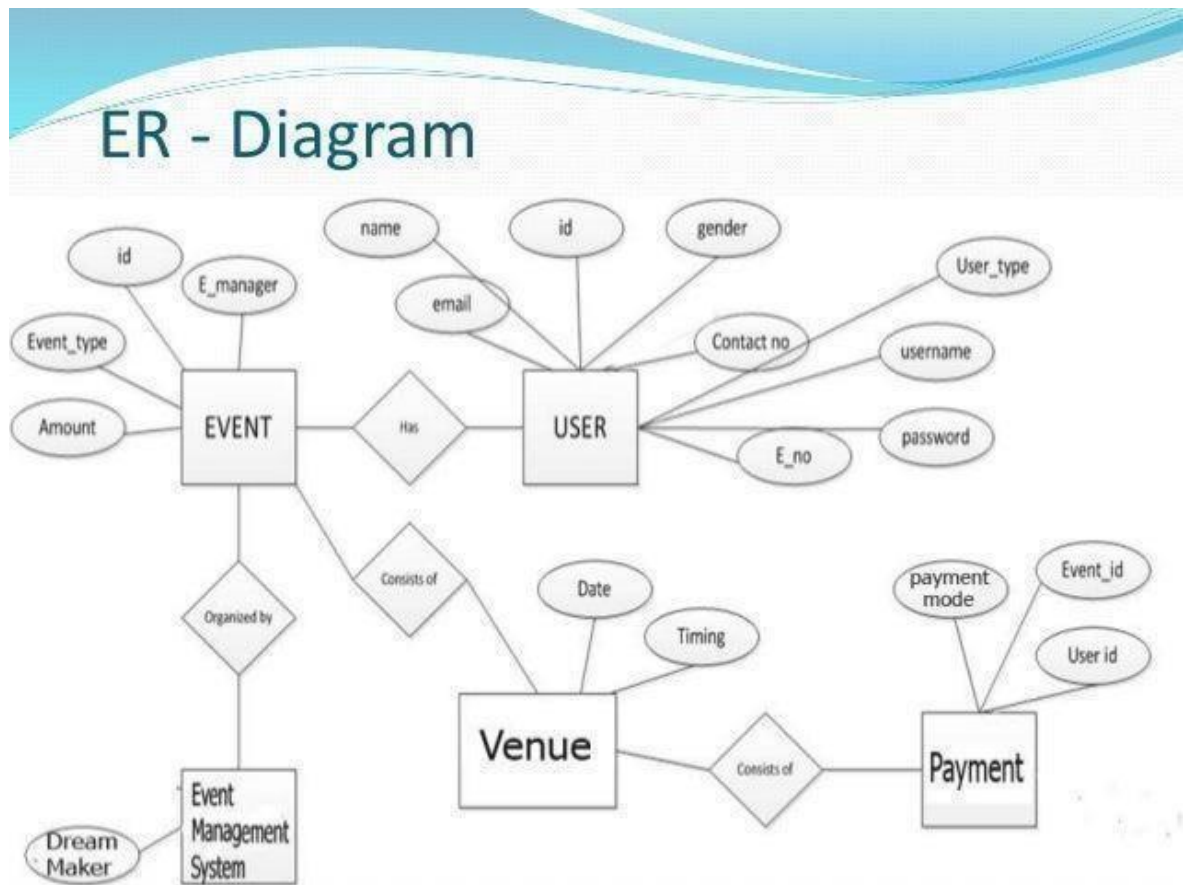 ER - Diagram
name
id
gender
id
E_manager
User_type
email
Event_type
Contact no
username
Amount
EVENT
Has
USER
password
E_no
Consists of
Date
payment
mode
Event_id
Organized by
Timing
User id
Venue
Consists of
Payment
Event
Management
System
Dream
Maker